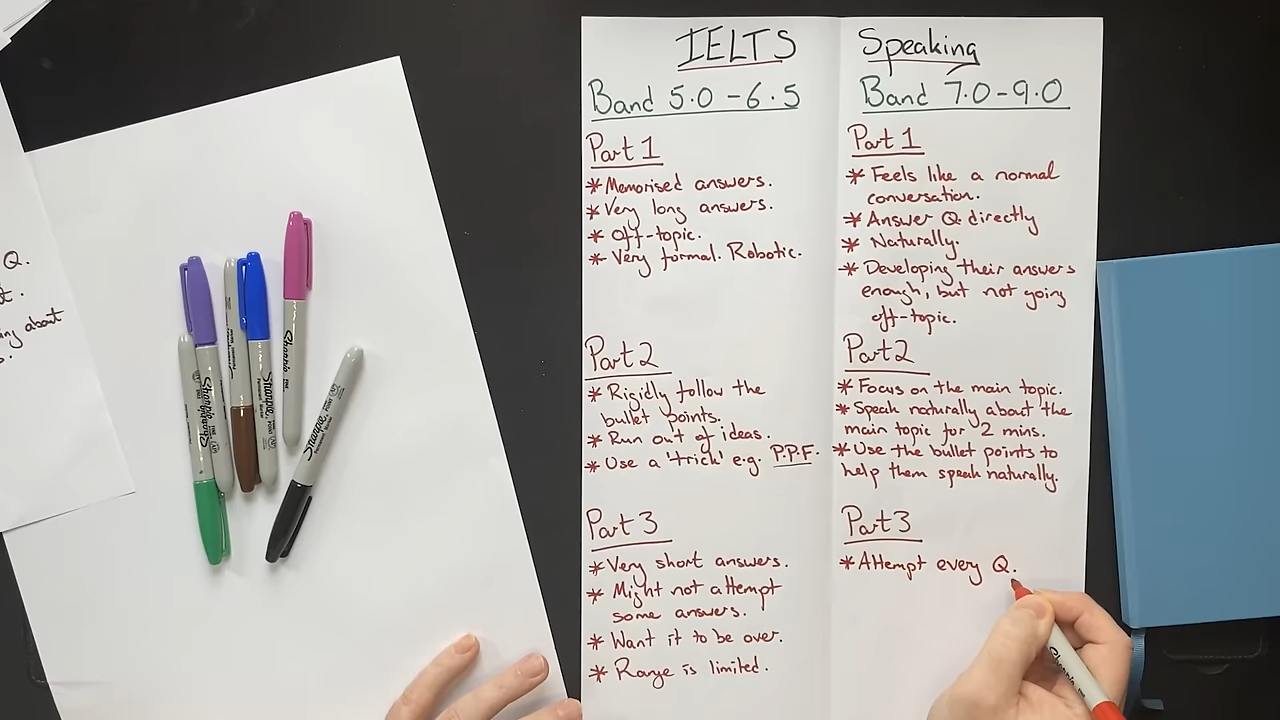 Q.
t.
ing about
IELTS Speaking
Band 5.0 - 6.5
Part 1
* Memorised answers.
* Very long answers.
* Off-topic.
* Very formal. Robotic.
Part 2
* Rigidly follow the
bullet points.
* Run out of ideas.
* Use a 'trick' e.g. P.P.F.
Part 3
* Very short answers.
* Might not attempt
some answers.
* Want it to be over.
* Range is limited.
Band 7.0 - 9.0
Part 1
* Feels like a normal
conversation.
* Answer Q. directly
* Naturally.
* Developing their answers
enough, but not going
off-topic.
Part 2
* Focus on the main topic.
* Speak naturally about the
main topic for 2 mins.
* Use the bullet points to
help them speak naturally.
Part 3
* Attempt every Q.
Sharpie
Sharpie
Sharpie
Sharpie
Sharpie